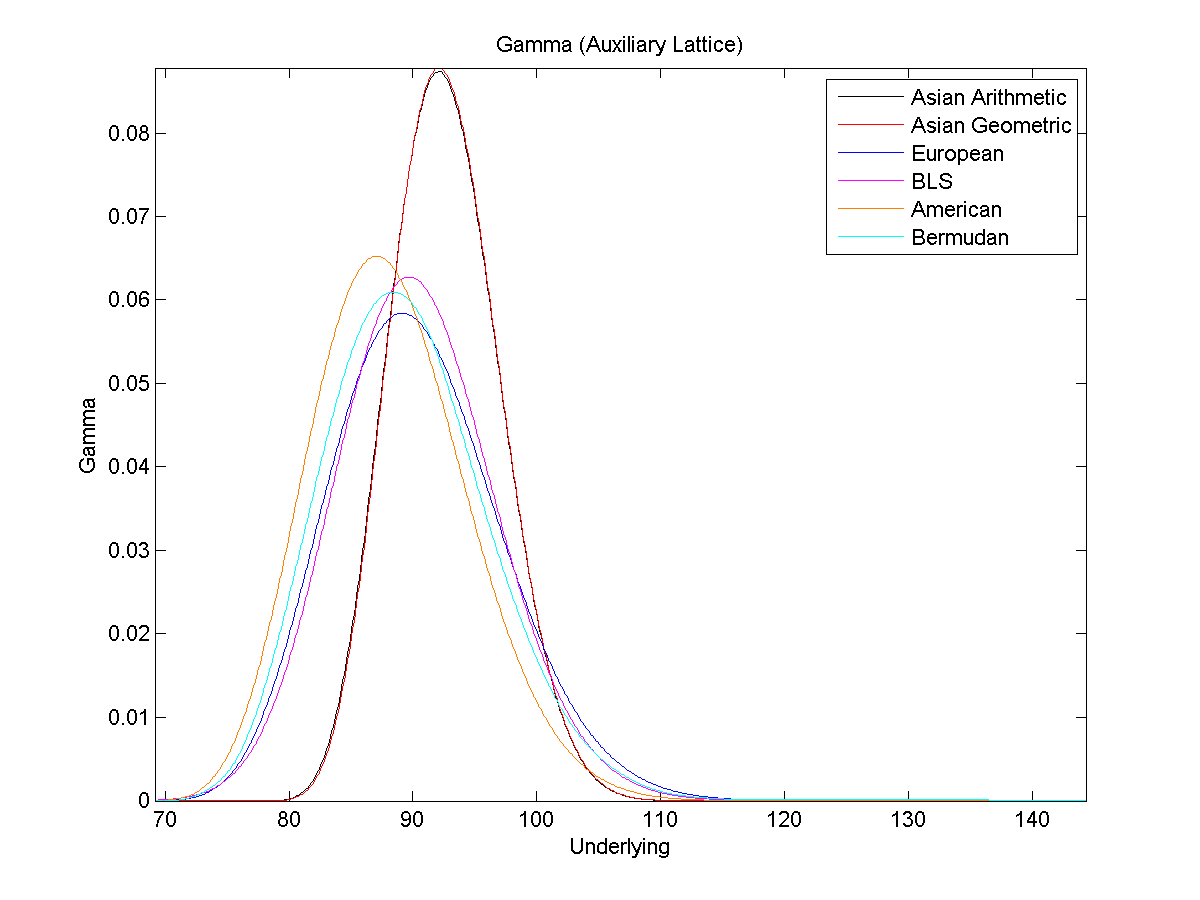 Gamma (Auxiliary Lattice)
Asian Arithmetic
Asian Geometric
European
BLS
American
Bermudan
0.08
0.07
0.06
0.05
0.04
0.03
0.02
0.01
0
Gamma
70 80 90 100 110 120 130 140
Underlying